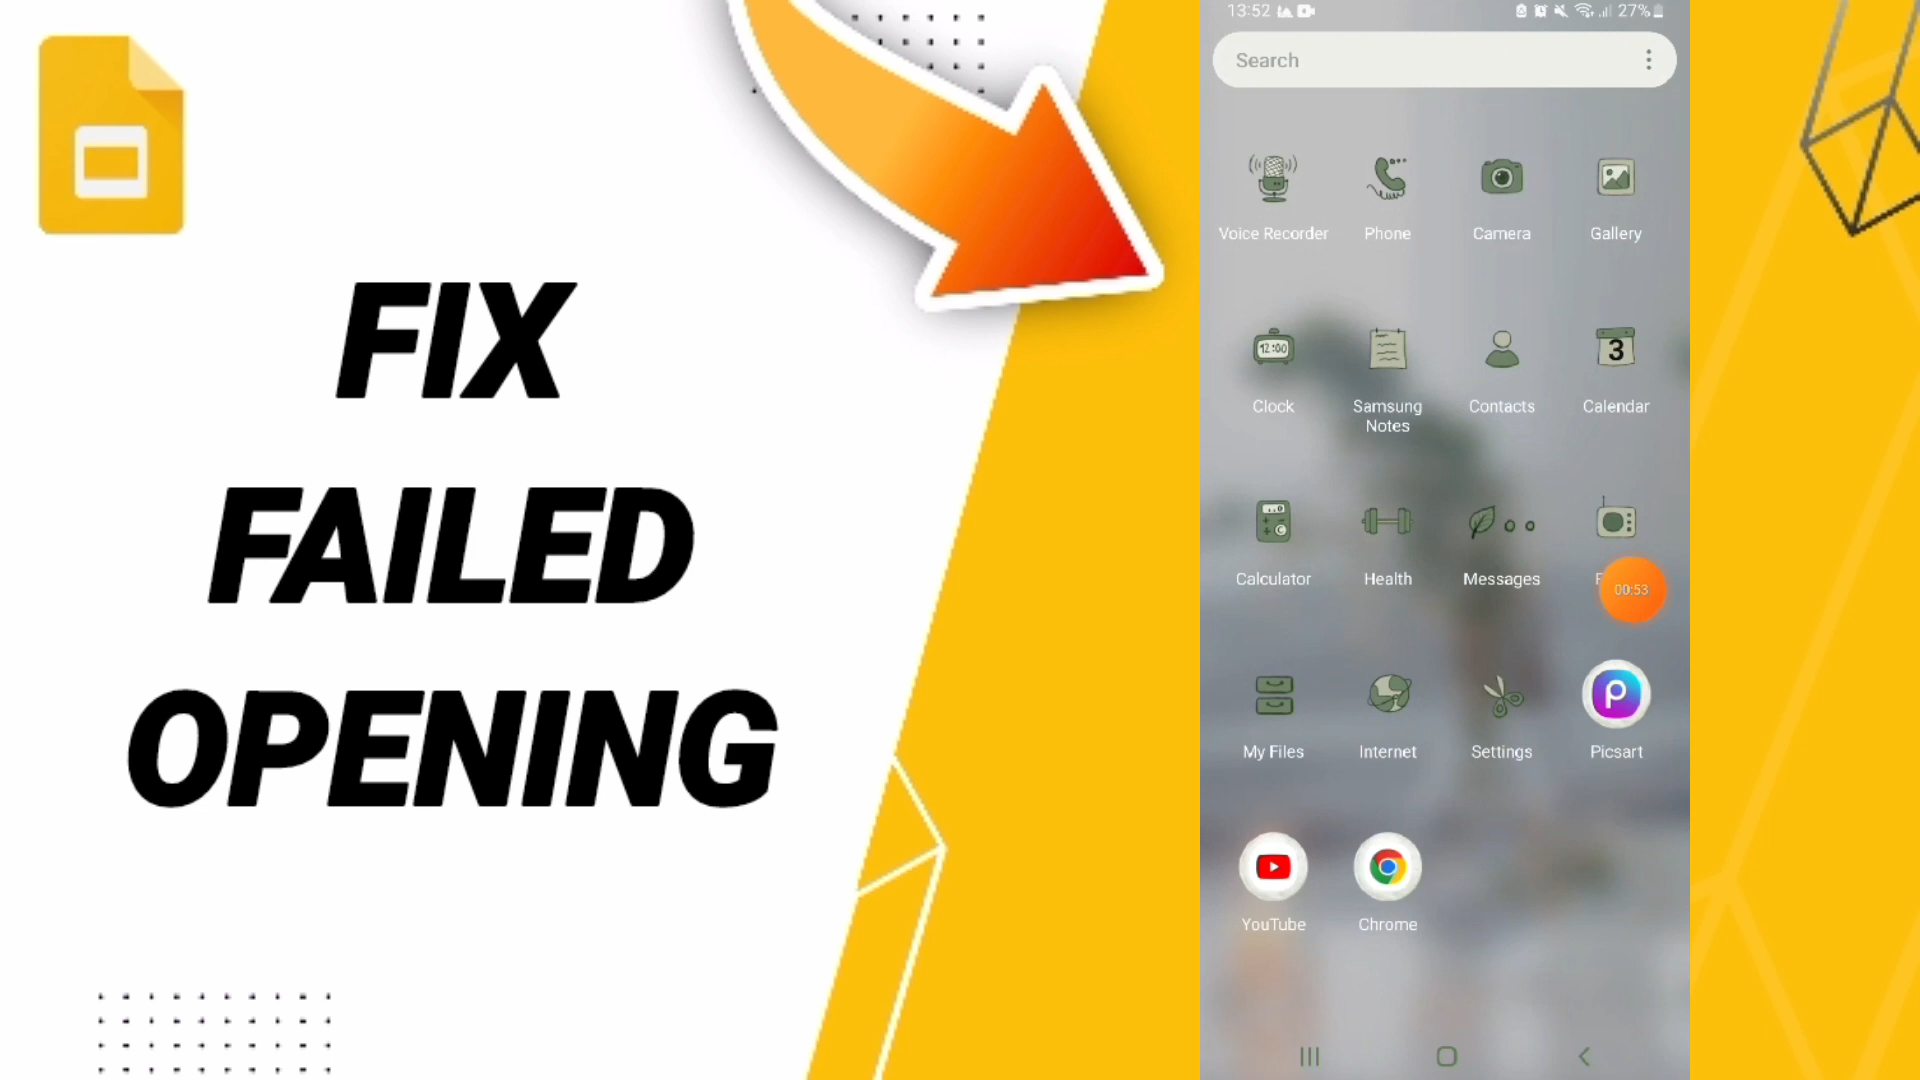 FIX
FAILED
OPENING
13:52
27%
Search
Voice Recorder
Phone
Camera
Gallery
12:00
3
Clock
Samsung
Notes
Contacts
Calendar
Calculator
Health
Messages
00:53
My Files
Internet
Settings
Picsart
YouTube
Chrome